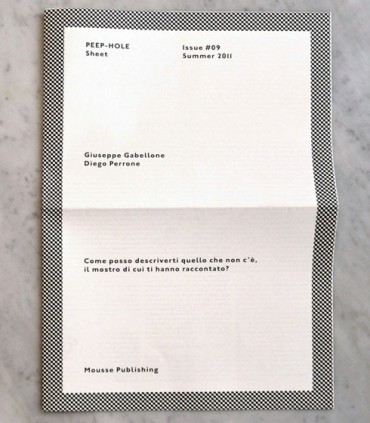 PEEP-HOLE
Sheet
Issue #09
Summer 2011
Giuseppe Gabellone
Diego Perrone
Come posso descriverti quello che non c'è,
il mostro di cui ti hanno raccontato?
Mousse Publishing